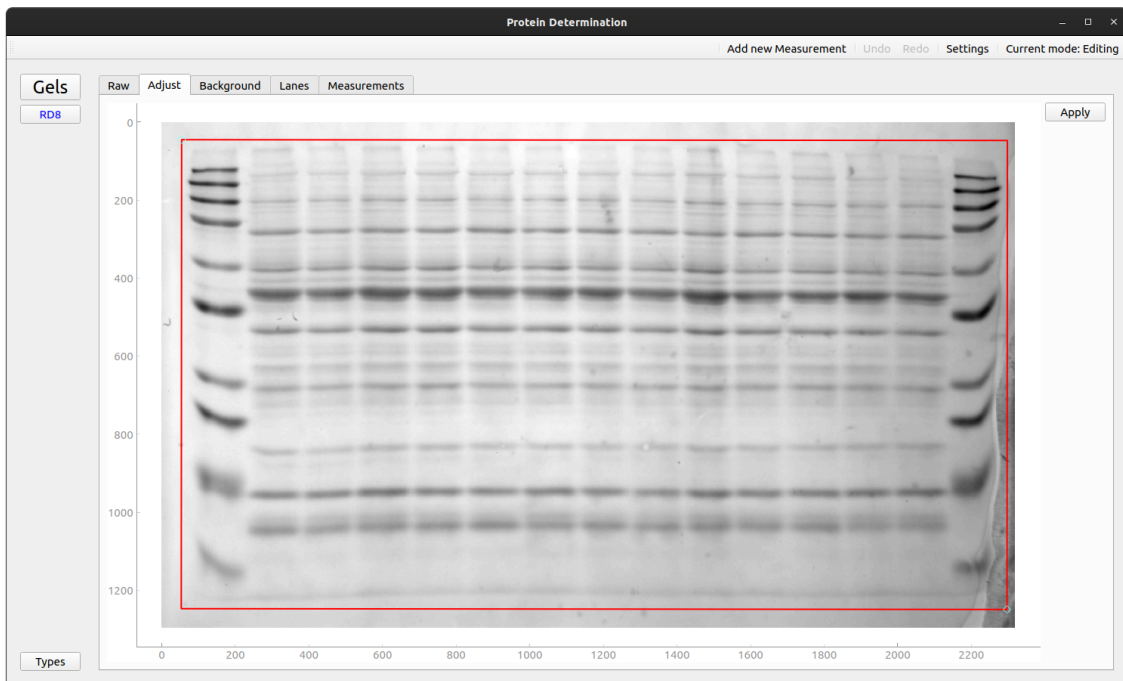 Protein Determination
Add new Measurement Undo Redo Settings Current mode: Editing
Gels
RD8
Raw Adjust Background Lanes Measurements
Apply
0
200
400
600
800
1000
1200
0 200 400 600 800 1000 1200 1400 1600 1800 2000 2200
Types